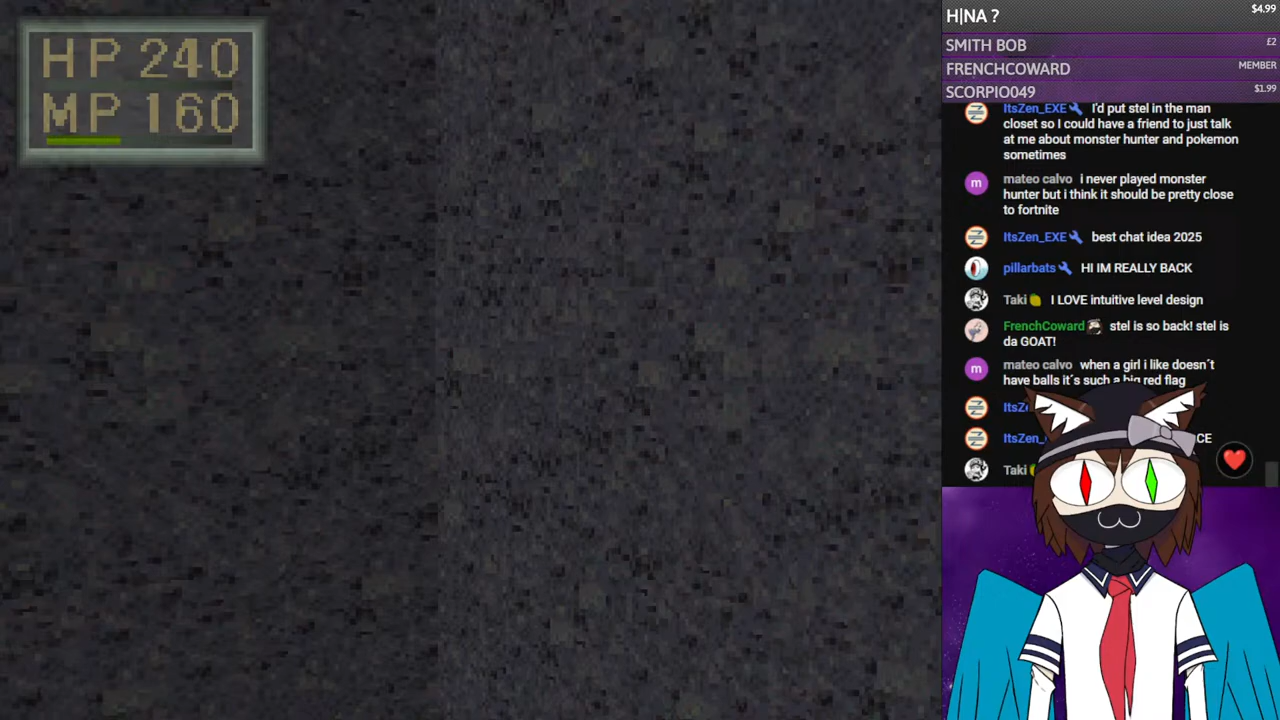 HP 240
MP 160
H|NA ?
$4.99
SMITH BOB
£2
FRENCHCOWARD
MEMBER
SCORPIO049
$1.99
ItsZen_EXE I'd put stel in the man
closet so I could have a friend to just talk
at me about monster hunter and pokemon
sometimes
mateo calvo i never played monster
hunter but i think it should be pretty close
to fortnite
ItsZen_EXE best chat idea 2025
pillarbats HI IM REALLY BACK
Taki I LOVE intuitive level design
FrenchCoward stel is so back! stel is
da GOAT!
mateo calvo when a girl i like doesn´t
have balls it´s such a big red flag
Taki